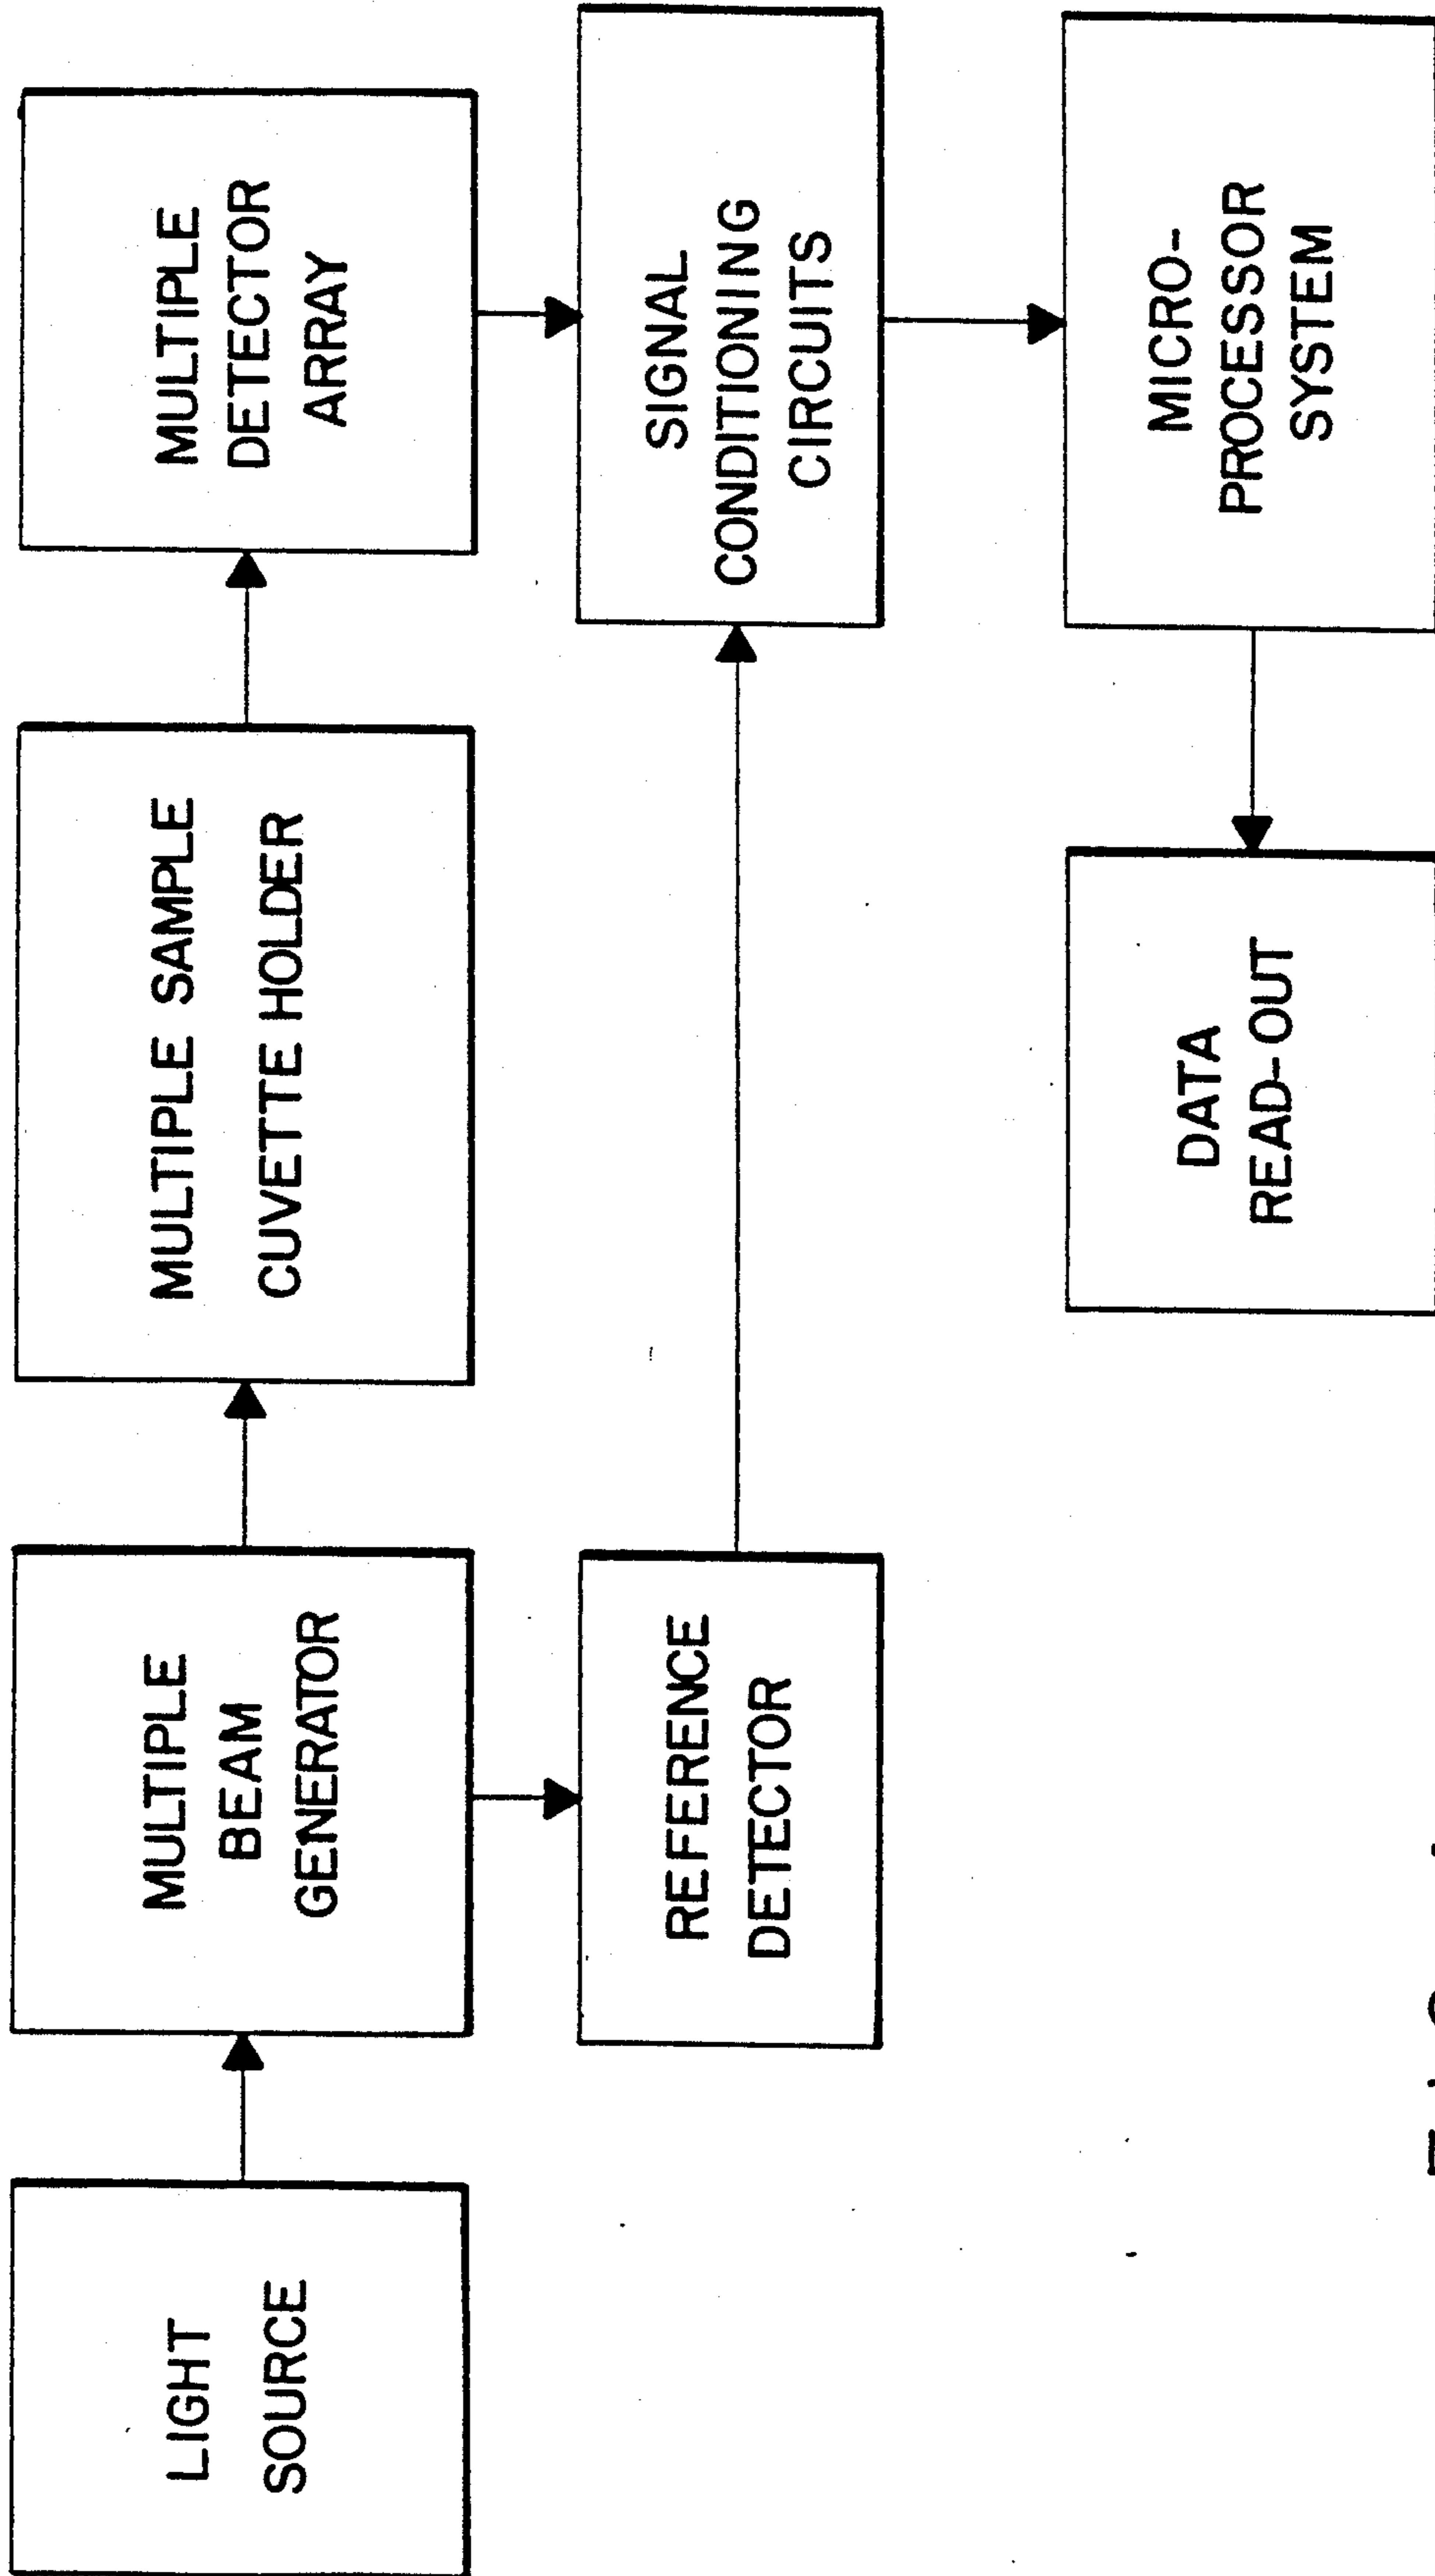 LIGHT
SOURCE
MULTIPLE
BEAM
GENERATOR
MULTIPLE SAMPLE
CUVETTE HOLDER
MULTIPLE
DETECTOR
ARRAY
REFERENCE
DETECTOR
SIGNAL
CONDITIONING
CIRCUITS
DATA
READ-OUT
MICRO-
PROCESSOR
SYSTEM